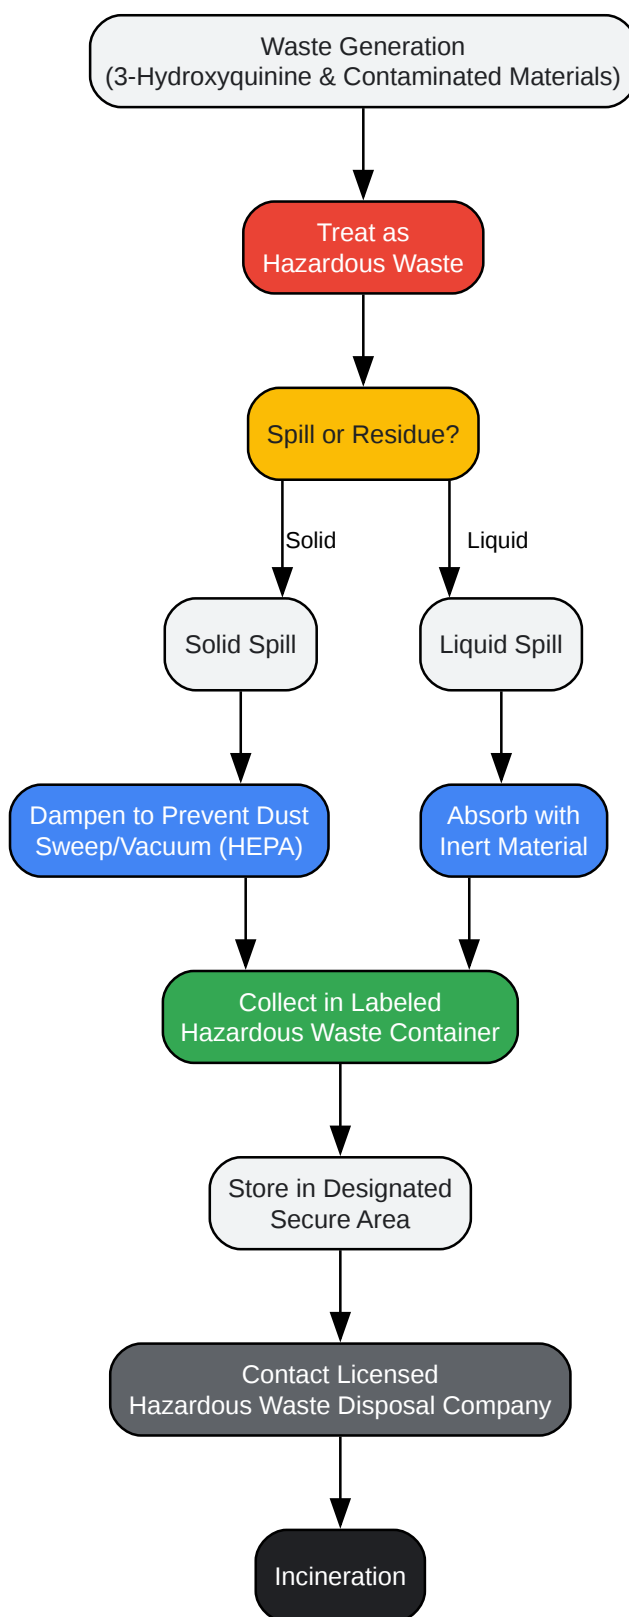 Waste Generation
(3-Hydroxyquinine & Contaminated Materials)
Treat as
Hazardous Waste
Spill or Residue?
Solid
Liquid
Solid Spill
Liquid Spill
Dampen to Prevent Dust
Sweep/Vacuum (HEPA)
Absorb with
Inert Material
Collect in Labeled
Hazardous Waste Container
Store in Designated
Secure Area
Contact Licensed
Hazardous Waste Disposal Company
Incineration